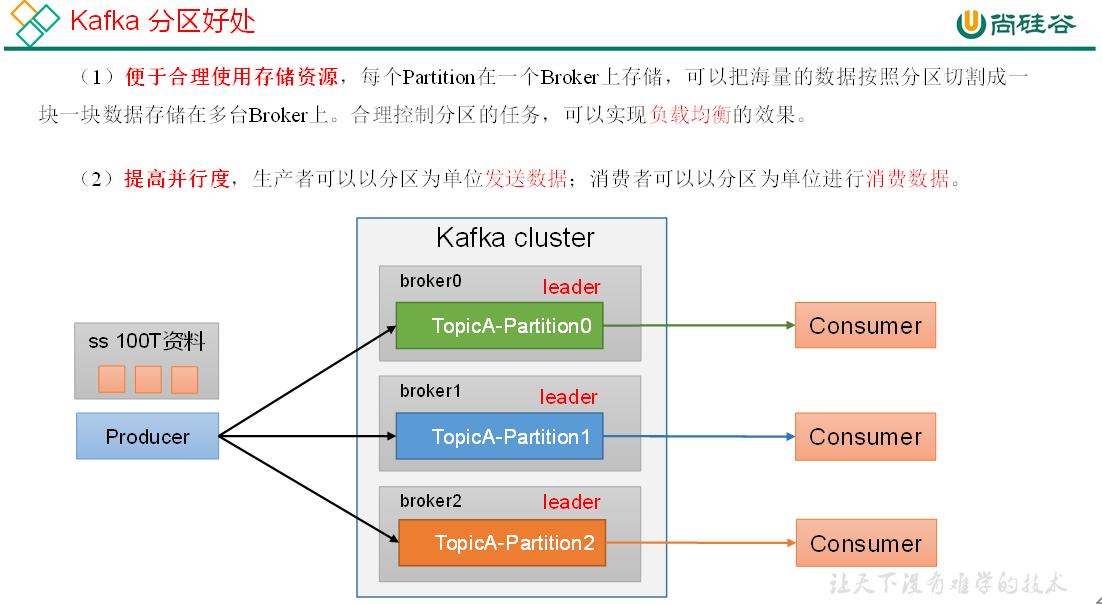 Kafka 分区好处
尚硅谷
（1）便于合理使用存储资源，每个Partition在一个Broker上存储，可以把海量的数据按照分区切割成一
块一块数据存储在多台Broker上。合理控制分区的任务，可以实现负载均衡的效果。
（2）提高并行度，生产者可以以分区为单位发送数据；消费者可以以分区为单位进行消费数据。
Kafka cluster
broker0
leader
TopicA-Partition0
Consumer
ss 100T资料
Producer
broker1
leader
TopicA-Partition1
Consumer
broker2
leader
TopicA-Partition2
Consumer
让天下没有难学的技术